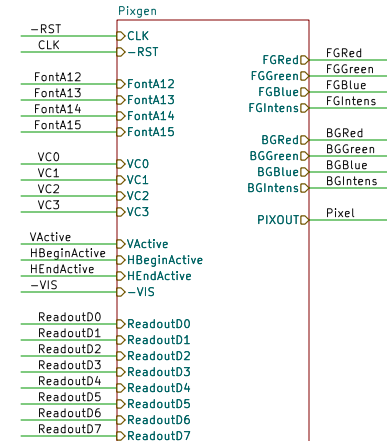 Pixgen
—RST CLK
CLK —RST
FontA12 FontA12
FontA13 FontA13
FontA14 FontA14
FontA15 FontA15
VC0 VC0
VC1 VC1
VC2 VC2
VC3 VC3
VActive VActive
HBeginActive HBeginActive
HEndActive HEndActive
—VIS —VIS
ReadoutD0 ReadoutD0
ReadoutD1 ReadoutD1
ReadoutD2 ReadoutD2
ReadoutD3 ReadoutD3
ReadoutD4 ReadoutD4
ReadoutD5 ReadoutD5
ReadoutD6 ReadoutD6
ReadoutD7 ReadoutD7
FGRed FGRed
FGGreen FGGreen
FGBlue FGBlue
FGIntens FGIntens
BGRed BGRed
BGGreen BGGreen
BGBlue BGBlue
BGIntens BGIntens
PIXOUT Pixel